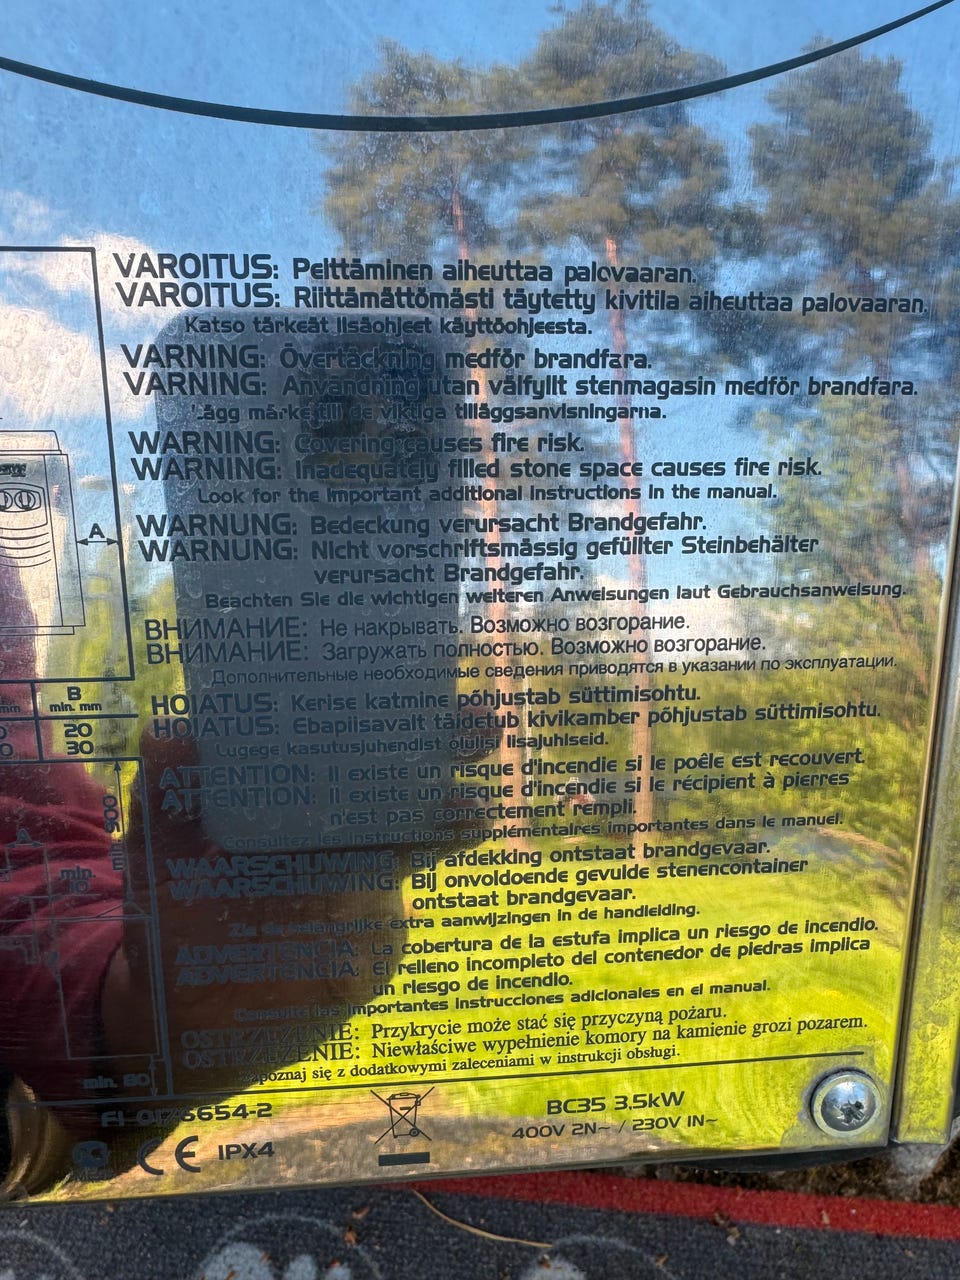 VAROITUS: Peittäminen aiheuttaa palovaaran.
VAROITUS: Riittämättömästi täytetty kivitila aiheuttaa palovaaran.
Katso tärkeät lisäohjeet käyttöohjeesta.
VARNING: Övertäckning medför brandfara.
VARNING: Användning utan välfyllt stenmagasin medför brandfara.
Lägg märke till de viktiga tilläggsanvisningarna.
WARNING: Covering causes fire risk.
WARNING: Inadequately filled stone space causes fire risk.
Look for the important additional instructions in the manual.
WARNUNG: Bedeckung verursacht Brandgefahr.
WARNUNG: Nicht vorschriftsmässig gefüllter Steinbehälter
verursacht Brandgefahr.
Beachten Sie die wichtigen weiteren Anweisungen laut Gebrauchsanweisung.
ВНИМАНИЕ: Не накрывать. Возможно возгорание.
ВНИМАНИЕ: Загружать полностью. Возможно возгорание.
Дополнительные необходимые сведения приводятся в указании по эксплуатации.
HOIATUS: Kerise katmine põhjustab süttimisohtu.
HOIATUS: Ebapiisavalt täidetub kivikamber põhjustab süttimisohtu.
Lugege kasutusjuhendist olulisi lisajuhiseid.
ATTENTION: Il existe un risque d'incendie si le poêle est recouvert.
ATTENTION: Il existe un risque d'incendie si le récipient à pierres
n'est pas correctement rempli.
Consultez les instructions supplémentaires importantes dans le manuel.
WAARSCHUWING: Bij afdekking ontstaat brandgevaar.
WAARSCHUWING: Bij onvoldoende gevulde stenencontainer
ontstaat brandgevaar.
Zie de belangrijke extra aanwijzingen in de handleiding.
ADVERTENCIA: La cobertura de la estufa implica un riesgo de incendio.
ADVERTENCIA: El relleno incompleto del contenedor de piedras implica
un riesgo de incendio.
Consulte las importantes instrucciones adicionales en el manual.
OSTRZEŻENIE: Przykrycie może stać się przyczyną pożaru.
OSTRZEŻENIE: Niewłaściwe wypełnienie komory na kamienie grozi pozarem.
Zapoznaj się z dodatkowymi zaleceniami w instrukcji obsługi.
A
B
min. mm
20
30
A
min.
10
min. 80
FI-0176654-2
BC35 3.5kW
400V 2N~ / 230V 1N~
CE IPX4